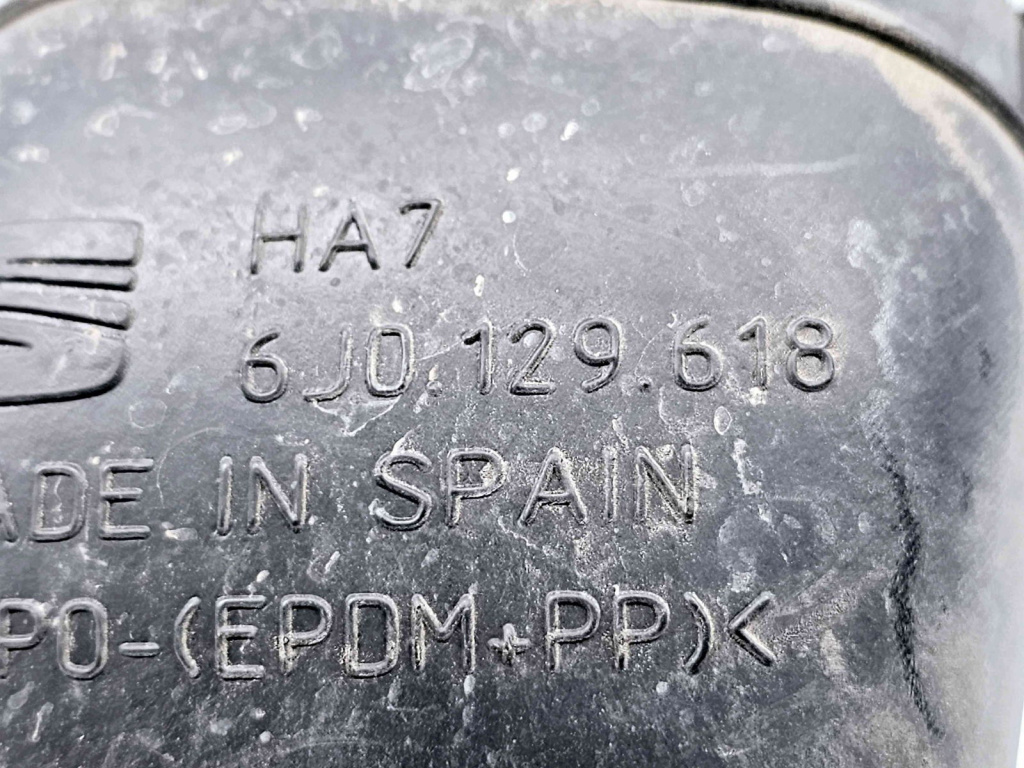 HA7
6J0.129.618
ADE IN SPAIN
PO-(EPDM+PP)<